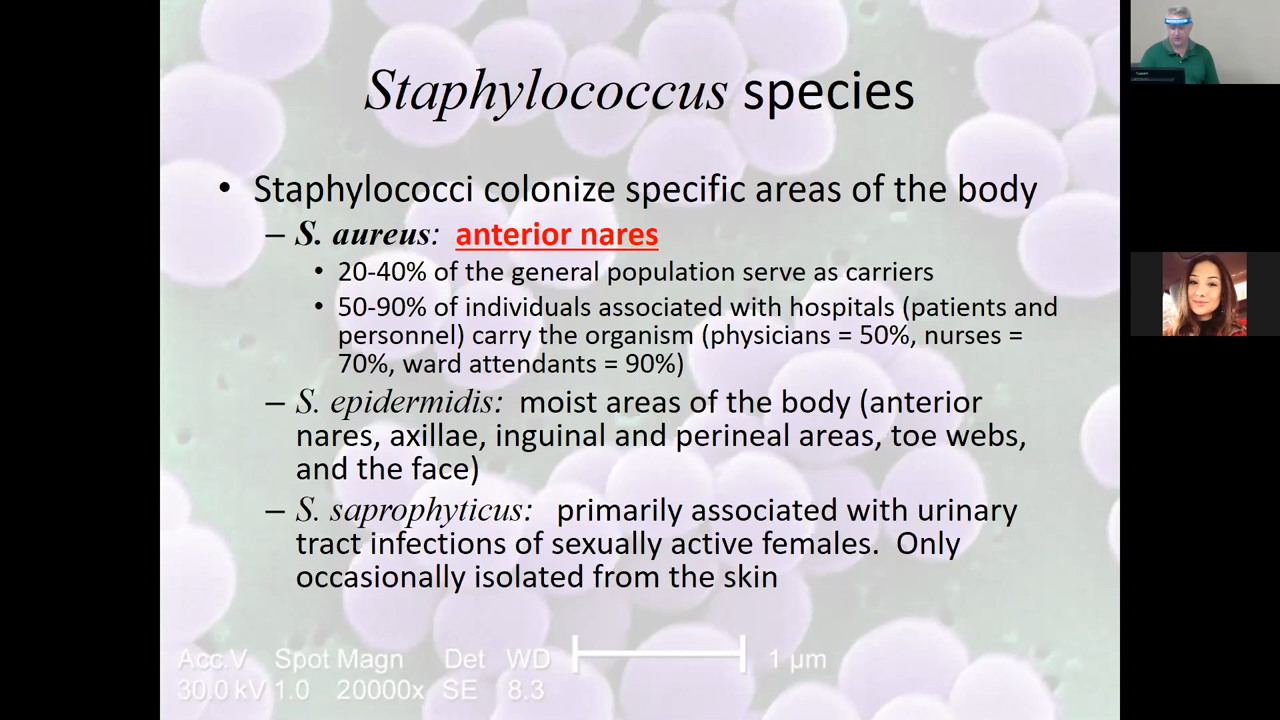 Staphylococcus species
• Staphylococci colonize specific areas of the body
– S. aureus: anterior nares
• 20-40% of the general population serve as carriers
• 50-90% of individuals associated with hospitals (patients and
personnel) carry the organism (physicians = 50%, nurses =
70%, ward attendants = 90%)
– S. epidermidis: moist areas of the body (anterior
nares, axillae, inguinal and perineal areas, toe webs,
and the face)
– S. saprophyticus: primarily associated with urinary
tract infections of sexually active females. Only
occasionally isolated from the skin
Acc.V Spot Magn Det WD 1 µm
30.0 kV 1.0 20000x SE 8.3